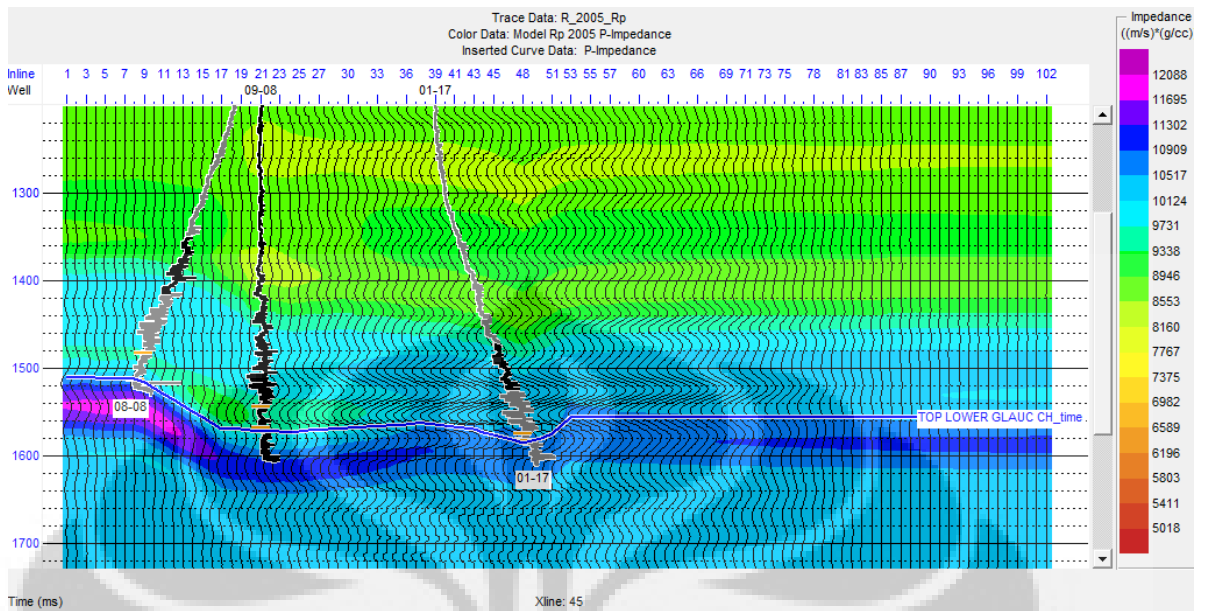 Trace Data: R_2005_Rp
Color Data: Model Rp 2005 P-Impedance
Inserted Curve Data: P-Impedance
Impedance
((m/s)*(g/cc)
Inline 1 3 5 7 9 11 13 15 17 19 21 23 25 27 30 33 36 39 41 43 45 48 51 53 55 57 60 63 66 69 71 73 75 78 81 83 85 87 90 93 96 99 102
Well 09-08 01-17
1300
1400
1500
1600
1700
08-08
01-17
TOP LOWER GLAUC CH_time.
12088
11695
11302
10909
10517
10124
9731
9338
8946
8553
8160
7767
7375
6982
6589
6196
5803
5411
5018
Time (ms) Xline: 45